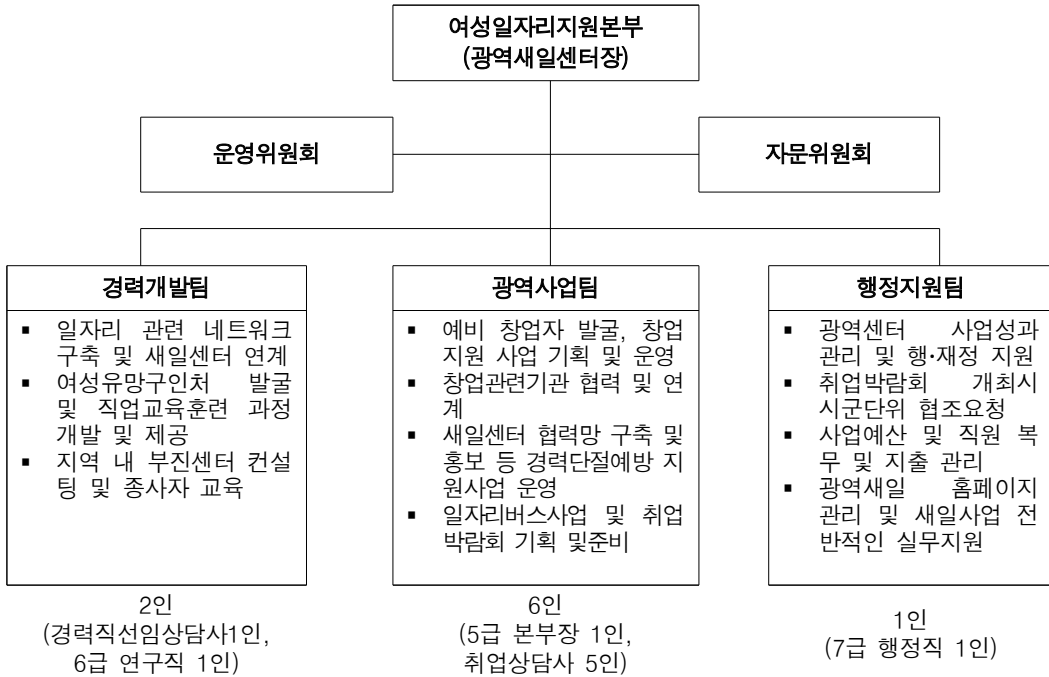 여성일자리지원본부
(광역새일센터장)
운영위원회
자문위원회
경력개발팀
▪ 일자리 관련 네트워크
구축 및 새일센터 연계
▪ 여성유망구인처 발굴
및 직업교육훈련 과정
개발 및 제공
▪ 지역 내 부진센터 컨설
팅 및 종사자 교육
2인
(경력직선임상담사1인,
6급 연구직 1인)
광역사업팀
▪ 예비 창업자 발굴, 창업
지원 사업 기획 및 운영
▪ 창업관련기관 협력 및 연
계
▪ 새일센터 협력망 구축 및
홍보 등 경력단절예방 지
원사업 운영
▪ 일자리버스사업 및 취업
박람회 기획 및준비
6인
(5급 본부장 1인,
취업상담사 5인)
행정지원팀
▪ 광역센터 사업성과
관리 및 행·재정 지원
▪ 취업박람회 개최시
시군단위 협조요청
▪ 사업예산 및 직원 복
무 및 지출 관리
▪ 광역새일 홈페이지
관리 및 새일사업 전
반적인 실무지원
1인
(7급 행정직 1인)